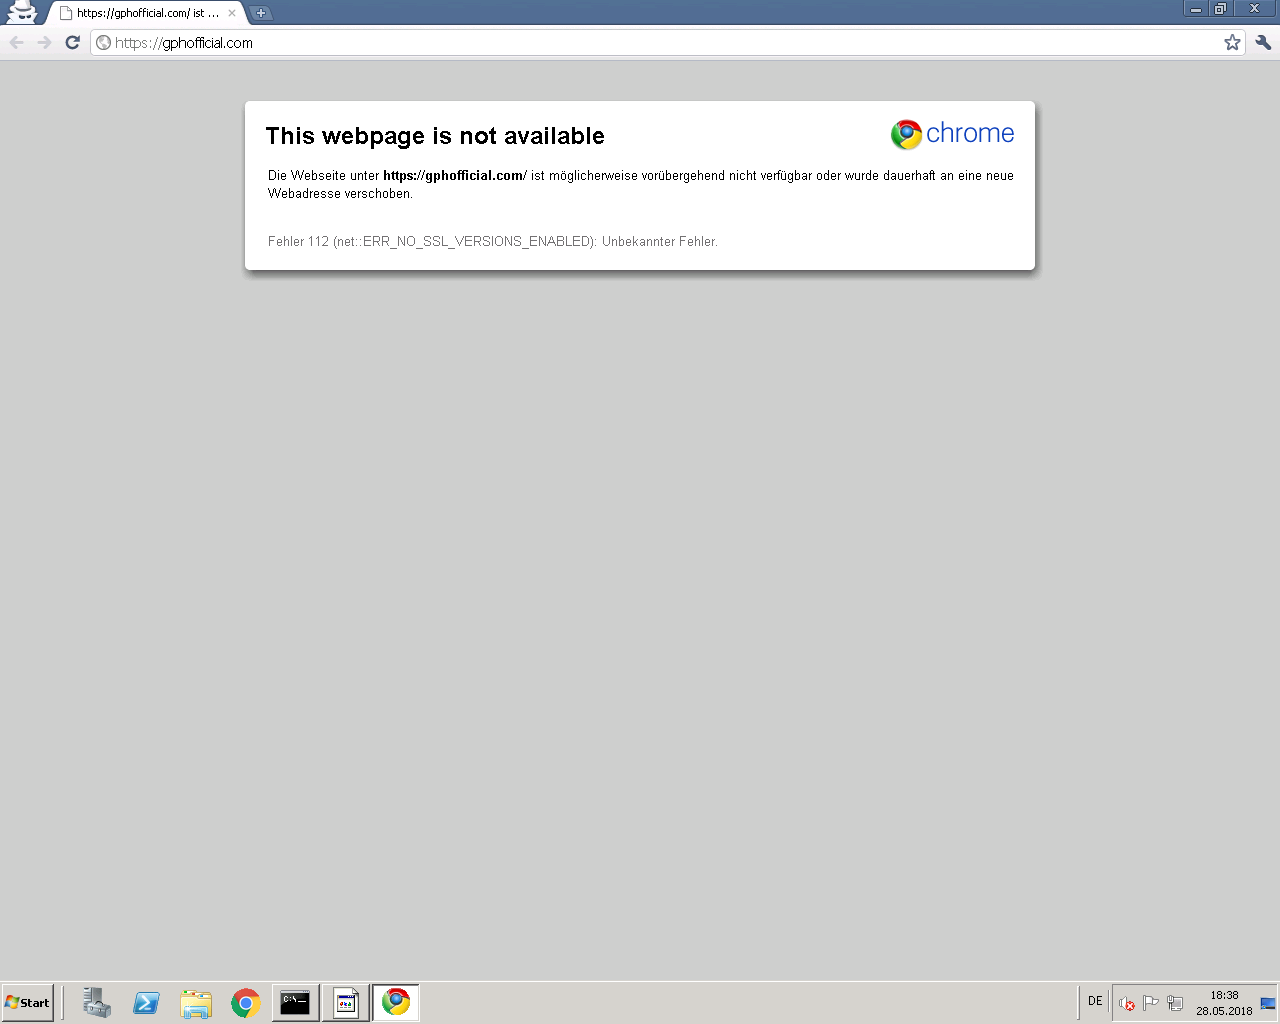 https://gphofficial.com/ ist ...
https://gphofficial.com
This webpage is not available
chrome
Die Webseite unter https://gphofficial.com/ ist möglicherweise vorübergehend nicht verfügbar oder wurde dauerhaft an eine neue
Webadresse verschoben.
Fehler 112 (net::ERR_NO_SSL_VERSIONS_ENABLED): Unbekannter Fehler.
Start
C:\_
DE
18:38
28.05.2018